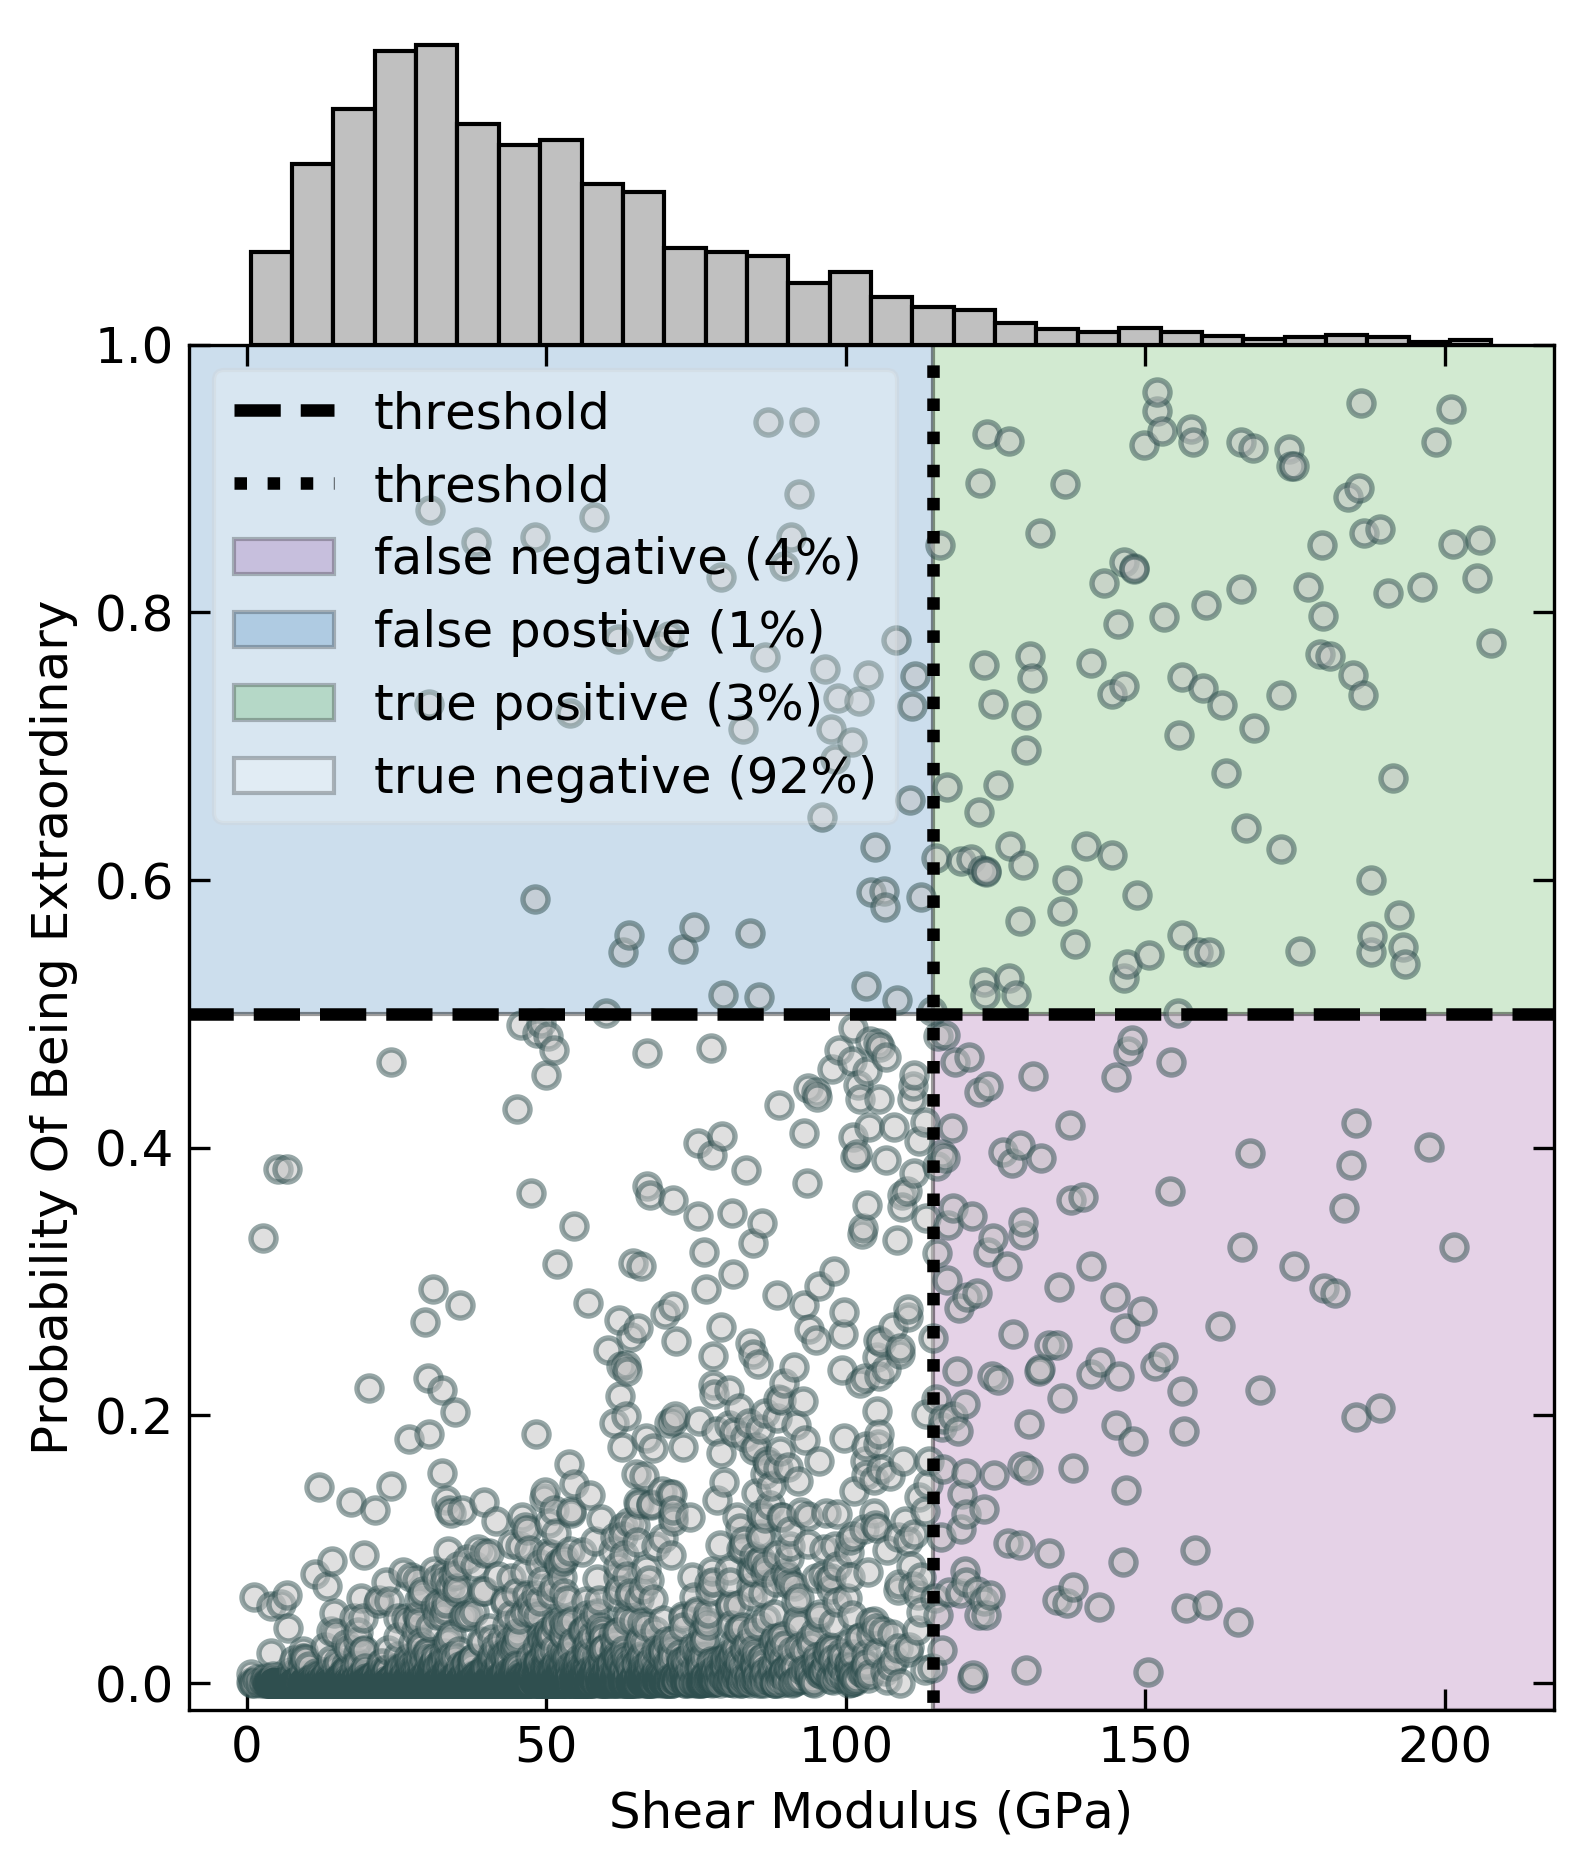 1.0
0.8
0.6
0.4
0.2
0.0
Probability Of Being Extraordinary
threshold
threshold
false negative (4%)
false postive (1%)
true positive (3%)
true negative (92%)
0 50 100 150 200
Shear Modulus (GPa)